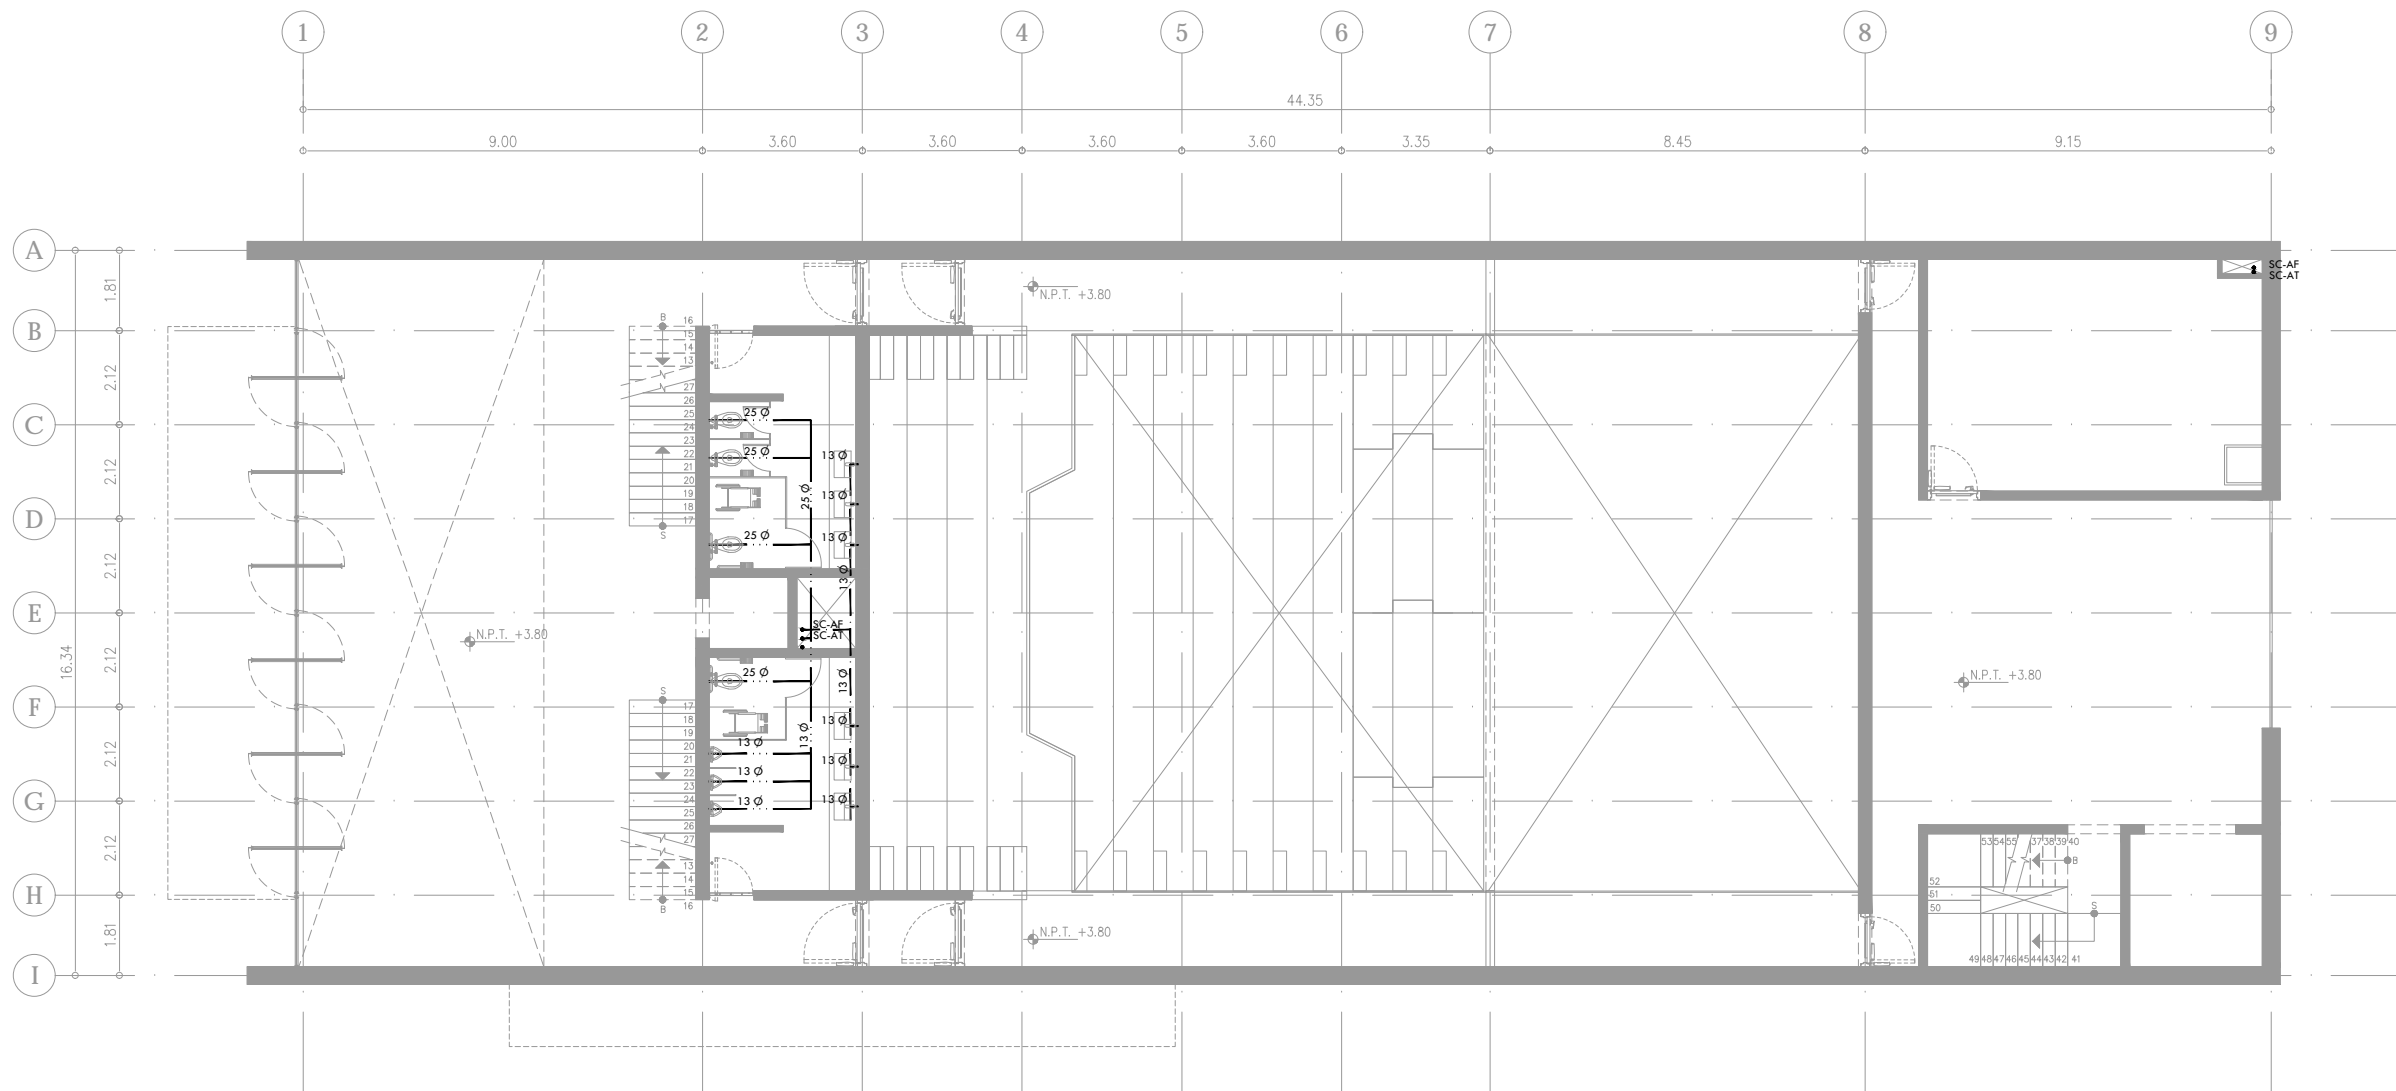 1 2 3 4 5 6 7 8 9
44.35
9.00 3.60 3.60 3.60 3.60 3.35 8.45 9.15
A
B
C
D
E
F
G
H
I
1.81
2.12
2.12
2.12
2.12
2.12
2.12
1.81
16.34
N.P.T. +3.80
SC-AF
SC-AT
B
16
15
14
13
27
26
25
24
23
22
21
20
19
18
17
S
25 Ø
25 Ø
25 Ø
25 Ø
13 Ø
13 Ø
13 Ø
13 Ø
SC-AF
SC-AT
N.P.T. +3.80
N.P.T. +3.80
25 Ø
13 Ø
13 Ø
13 Ø
13 Ø
13 Ø
13 Ø
13 Ø
13 Ø
S
17
18
19
20
21
22
23
24
25
26
27
13
14
15
16
B
N.P.T. +3.80
53 54 55 37 38 39 40
B
52
51
50
S
49 48 47 46 45 44 43 42 41